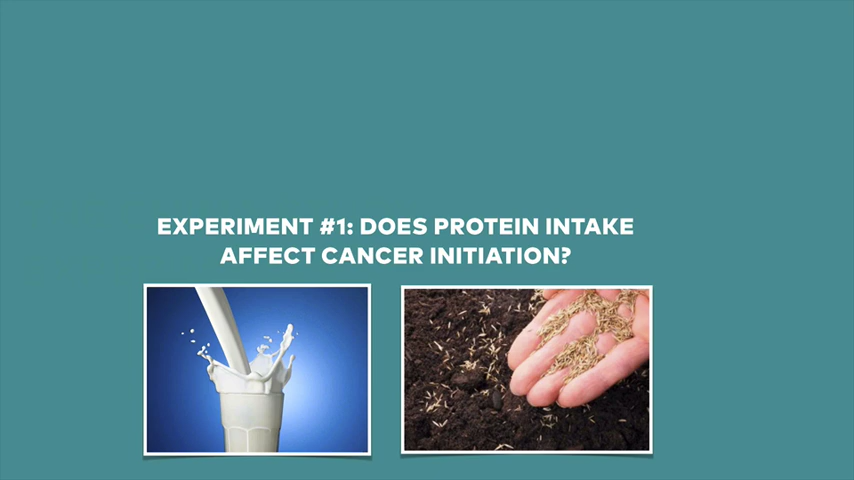 EXPERIMENT #1: DOES PROTEIN INTAKE
AFFECT CANCER INITIATION?